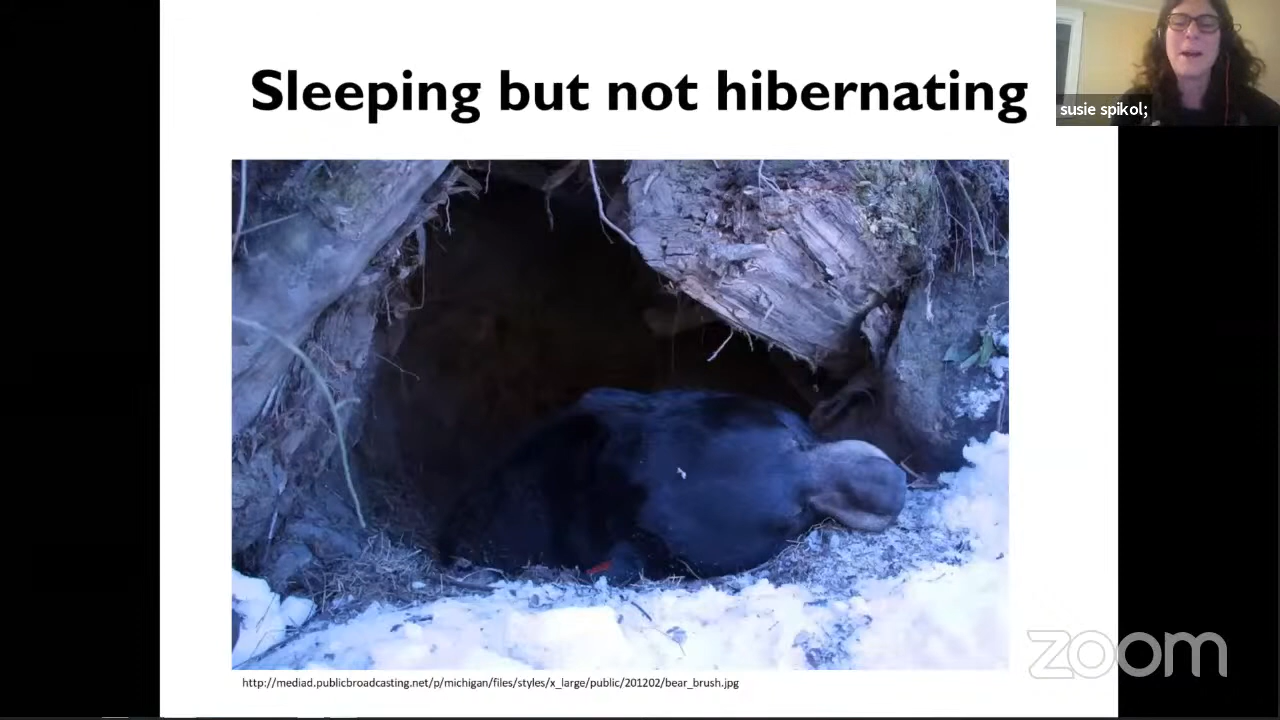 Sleeping but not hibernating
susie spikol;
http://mediad.publicbroadcasting.net/p/michigan/files/styles/x_large/public/201202/bear_brush.jpg
zoom